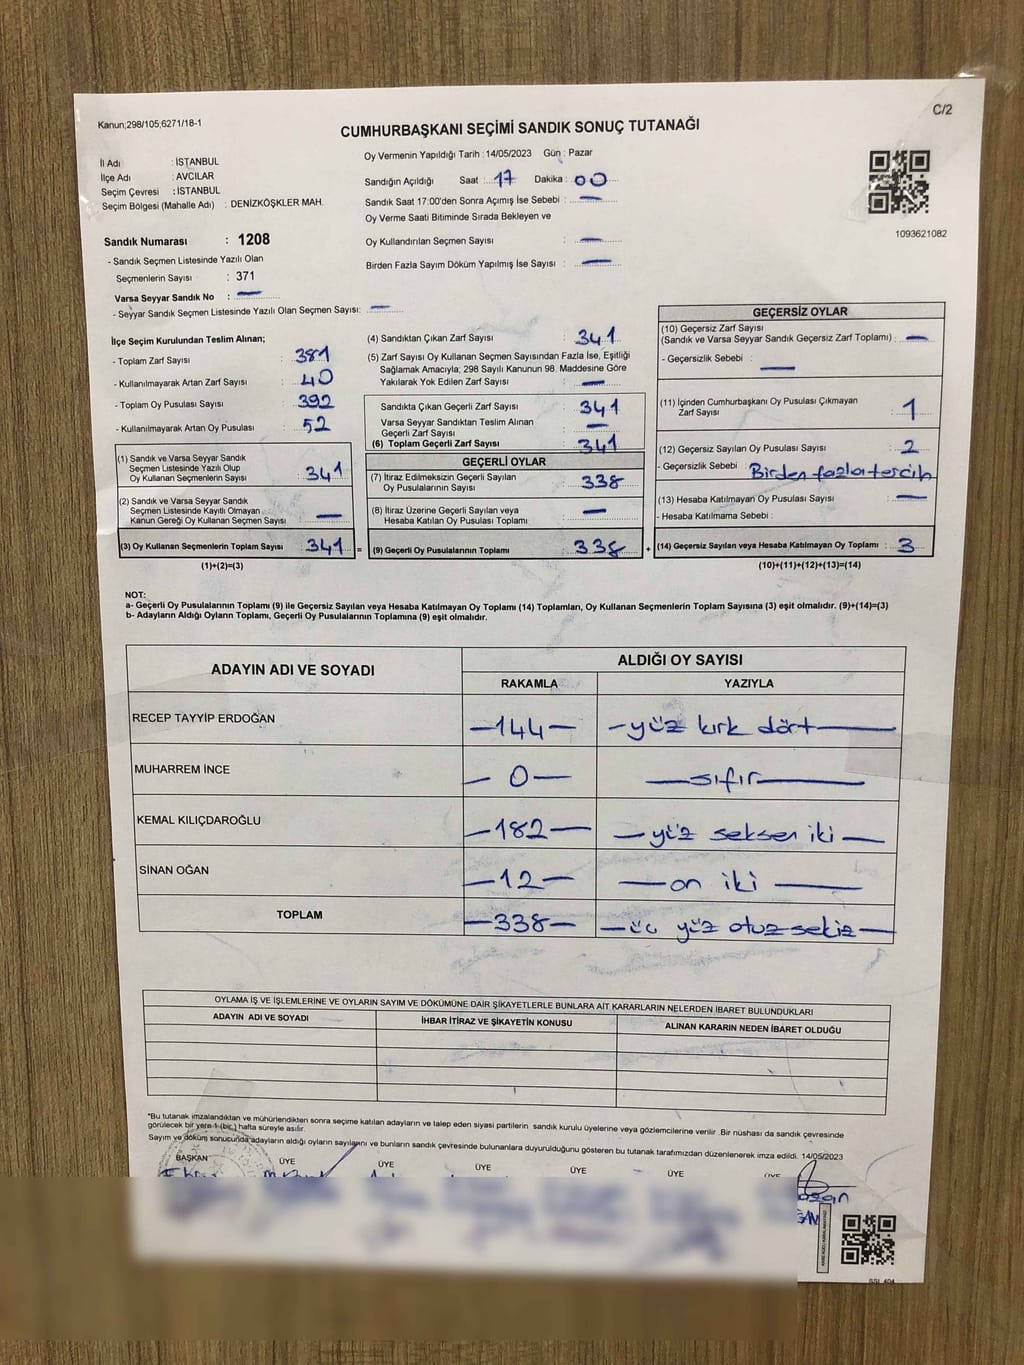 Kanun;298/105,6271/18-1
C/2
CUMHURBAŞKANI SEÇİMİ SANDIK SONUÇ TUTANAĞI
İl Adı : İSTANBUL
İlçe Adı : AVCILAR
Seçim Çevresi : İSTANBUL
Seçim Bölgesi (Mahalle Adı) : DENİZKÖŞKLER MAH.
Oy Vermenin Yapıldığı Tarih : 14/05/2023 Gün : Pazar
Sandığın Açıldığı Saat : 17 Dakika : 00
Sandık Saat 17:00'den Sonra Açımış İse Sebebi : —
Oy Verme Saati Bitiminde Sırada Bekleyen ve
Oy Kullandırılan Seçmen Sayısı : —
Birden Fazla Sayım Döküm Yapılmış İse Sayısı : —
1093621082
Sandık Numarası : 1208
- Sandık Seçmen Listesinde Yazılı Olan
Seçmenlerin Sayısı : 371
Varsa Seyyar Sandık No : —
- Seyyar Sandık Seçmen Listesinde Yazılı Olan Seçmen Sayısı: —
İlçe Seçim Kurulundan Teslim Alınan;
- Toplam Zarf Sayısı : 381
- Kullanılmayarak Artan Zarf Sayısı : 40
- Toplam Oy Pusulası Sayısı : 392
- Kullanılmayarak Artan Oy Pusulası : 52
(1) Sandık ve Varsa Seyyar Sandık
Seçmen Listesinde Yazılı Olup
Oy Kullanan Seçmenlerin Sayısı : 341
(2) Sandık ve Varsa Seyyar Sandık
Seçmen Listesinde Kayıtlı Olmayan
Kanun Gereği Oy Kullanan Seçmen Sayısı : —
(3) Oy Kullanan Seçmenlerin Toplam Sayısı : 341 =
(1)+(2)=(3)
(4) Sandıktan Çıkan Zarf Sayısı : 341
(5) Zarf Sayısı Oy Kullanan Seçmen Sayısından Fazla İse, Eşitliği
Sağlamak Amacıyla; 298 Sayılı Kanunun 98. Maddesine Göre
Yakılarak Yok Edilen Zarf Sayısı : —
Sandıkta Çıkan Geçerli Zarf Sayısı : 341
Varsa Seyyar Sandıktan Teslim Alınan
Geçerli Zarf Sayısı : —
(6) Toplam Geçerli Zarf Sayısı : 341
GEÇERLİ OYLAR
(7) İtiraz Edilmeksizin Geçerli Sayılan
Oy Pusulalarının Sayısı : 338
(8) İtiraz Üzerine Geçerli Sayılan veya
Hesaba Katılan Oy Pusulası Toplamı : —
(9) Geçerli Oy Pusulalarının Toplamı : 338 +
GEÇERSİZ OYLAR
(10) Geçersiz Zarf Sayısı
(Sandık ve Varsa Seyyar Sandık Geçersiz Zarf Toplamı) : —
- Geçersizlik Sebebi : —
(11) İçinden Cumhurbaşkanı Oy Pusulası Çıkmayan
Zarf Sayısı : 1
(12) Geçersiz Sayılan Oy Pusulası Sayısı : 2
- Geçersizlik Sebebi : Birden fazla tercih
(13) Hesaba Katılmayan Oy Pusulası Sayısı : —
- Hesaba Katılmama Sebebi :
(14) Geçersiz Sayılan veya Hesaba Katılmayan Oy Toplamı : 3
(10)+(11)+(12)+(13)=(14)
NOT:
a- Geçerli Oy Pusulalarının Toplamı (9) ile Geçersiz Sayılan veya Hesaba Katılmayan Oy Toplamı (14) Toplamları, Oy Kullanan Seçmenlerin Toplam Sayısına (3) eşit olmalıdır. (9)+(14)=(3)
b- Adayların Aldığı Oyların Toplamı, Geçerli Oy Pusulalarının Toplamına (9) eşit olmalıdır.
ADAYIN ADI VE SOYADI
ALDIĞI OY SAYISI
RAKAMLA YAZIYLA
RECEP TAYYİP ERDOĞAN —144— —yüz kırk dört—
MUHARREM İNCE —0— —sıfır—
KEMAL KILIÇDAROĞLU —182— —yüz seksen iki—
SİNAN OĞAN —12— —on iki—
TOPLAM —338— —üç yüz otuz sekiz—
OYLAMA İŞ VE İŞLEMLERİNE VE OYLARIN SAYIM VE DÖKÜMÜNE DAİR ŞİKAYETLERLE BUNLARA AİT KARARLARIN NELERDEN İBARET BULUNDUKLARI
ADAYIN ADI VE SOYADI İHBAR İTİRAZ VE ŞİKAYETİN KONUSU ALINAN KARARIN NEDEN İBARET OLDUĞU
*Bu tutanak imzalandıktan ve mühürlendikten sonra seçime katılan adayların ve talep eden siyasi partilerin sandık kurulu üyelerine veya gözlemcilerine verilir. Bir nüshası da sandık çevresinde
görülecek bir yere 1 (bir) hafta süreyle asılır.
Sayım ve döküm sonucunda adayların aldığı oyların sayılarını ve bunların sandık çevresinde bulunanlara duyurulduğunu gösteren bu tutanak tarafımızdan düzenlenerek imza edildi. 14/05/2023
BAŞKAN ÜYE ÜYE ÜYE ÜYE ÜYE ÜYE